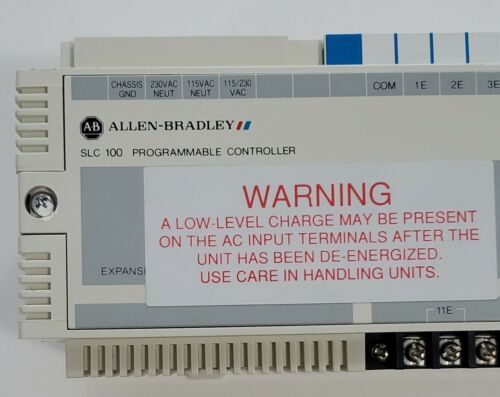 CHASSIS GND 230VAC NEUT 115VAC NEUT 115/230 VAC COM 1E 2E 3E
AB ALLEN-BRADLEY
SLC 100 PROGRAMMABLE CONTROLLER
WARNING
A LOW-LEVEL CHARGE MAY BE PRESENT
ON THE AC INPUT TERMINALS AFTER THE
UNIT HAS BEEN DE-ENERGIZED.
USE CARE IN HANDLING UNITS.
EXPANSI
11E